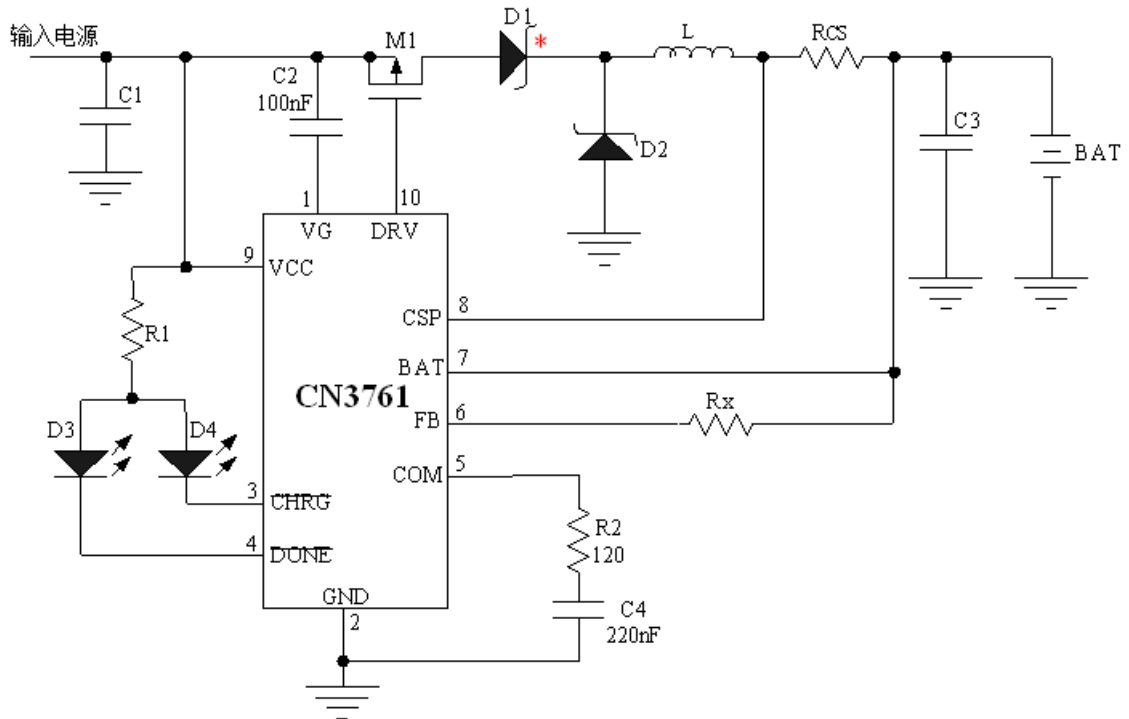 输入电源
D1
*
M1
L
RCS
C1
C2
100nF
D2
C3
BAT
1
10
VG
DRV
9
VCC
CSP
8
R1
BAT
7
CN3761
Rx
FB
6
D3
D4
COM
5
3
CHRG
R2
120
4
DONE
GND
2
C4
220nF